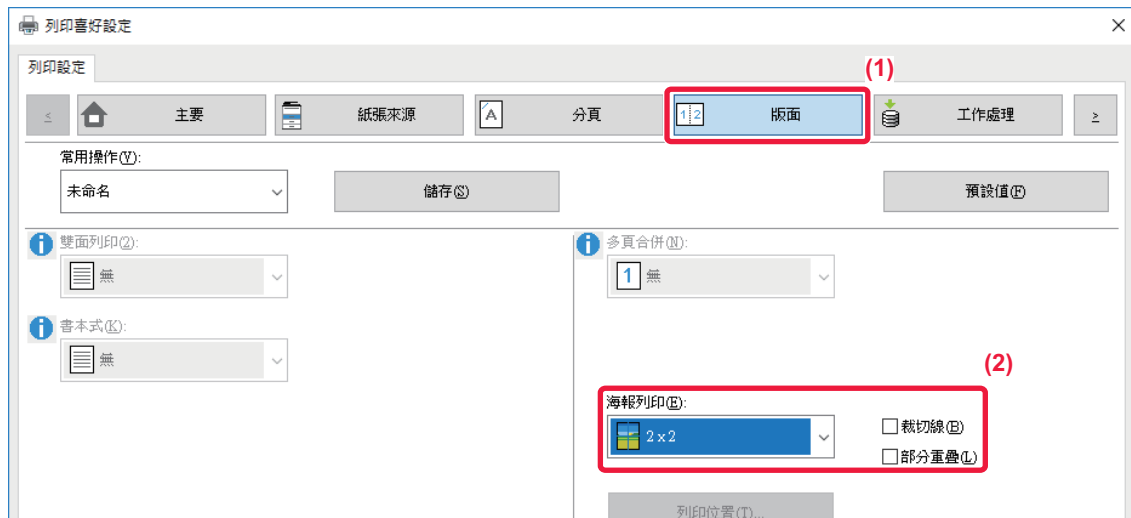 列印喜好設定
列印設定
(1)
≤ 主要 紙張來源 A 分頁 1 2 版面 工作處理 ≥
常用操作(V):
未命名 儲存(S) 預設值(F)
雙面列印(2): 多頁合併(N):
無 1 無
書本式(K):
無
(2)
海報列印(E):
2 x 2 裁切線(B)
部分重疊(L)
列印位置(T)...